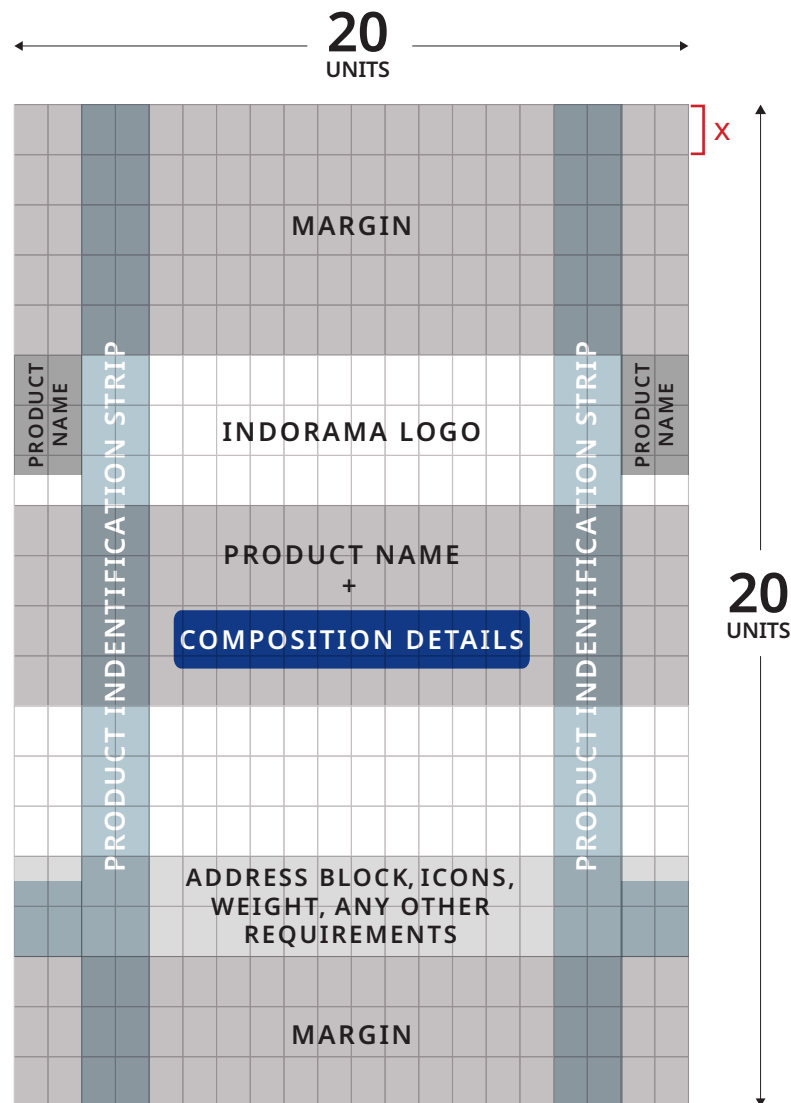 20
UNITS
X
MARGIN
PRODUCT
NAME
PRODUCT INDENTIFICATION STRIP
INDORAMA LOGO
PRODUCT INDENTIFICATION STRIP
PRODUCT
NAME
PRODUCT NAME
+
COMPOSITION DETAILS
20
UNITS
ADDRESS BLOCK, ICONS,
WEIGHT, ANY OTHER
REQUIREMENTS
MARGIN